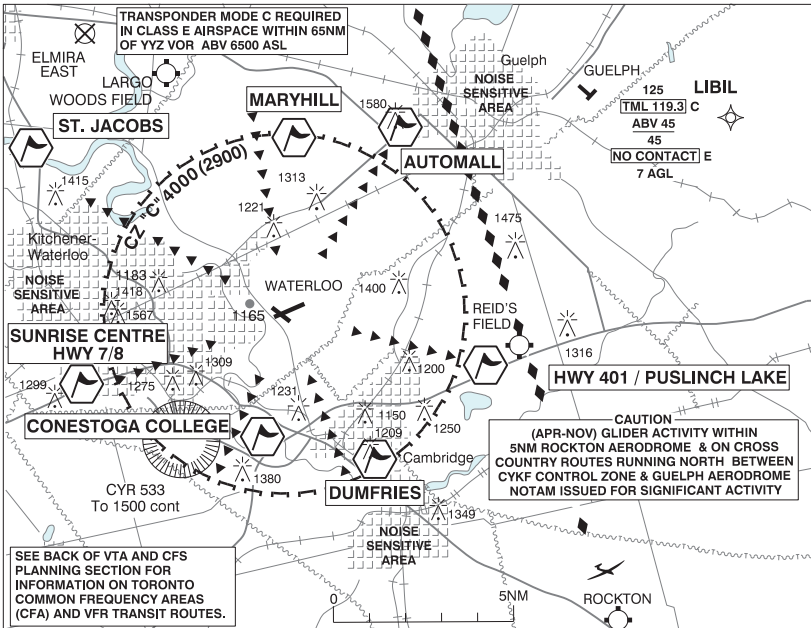 TRANSPONDER MODE C REQUIRED
IN CLASS E AIRSPACE WITHIN 65NM
OF YYZ VOR ABV 6500 ASL
ELMIRA
EAST
LARGO
WOODS FIELD
ST. JACOBS
MARYHILL
1580
Guelph
NOISE
SENSITIVE
AREA
GUELPH
125
TML 119.3 C
ABV 45
45
NO CONTACT E
7 AGL
LIBIL
AUTOMALL
CZ "C" 4000 (2900)
1415
1313
1221
1475
Kitchener-
Waterloo
NOISE
SENSITIVE
AREA
1183
1418
1567
WATERLOO
1165
1400
REID'S
FIELD
1316
SUNRISE CENTRE
HWY 7/8
1299
1275
1309
1200
HWY 401 / PUSLINCH LAKE
1231
1150
1209
1250
CONESTOGA COLLEGE
Cambridge
1380
CYR 533
To 1500 cont
DUMFRIES
1349
NOISE
SENSITIVE
AREA
CAUTION
(APR-NOV) GLIDER ACTIVITY WITHIN
5NM ROCKTON AERODROME & ON CROSS
COUNTRY ROUTES RUNNING NORTH BETWEEN
CYKF CONTROL ZONE & GUELPH AERODROME
NOTAM ISSUED FOR SIGNIFICANT ACTIVITY
SEE BACK OF VTA AND CFS
PLANNING SECTION FOR
INFORMATION ON TORONTO
COMMON FREQUENCY AREAS
(CFA) AND VFR TRANSIT ROUTES.
0
5NM
ROCKTON